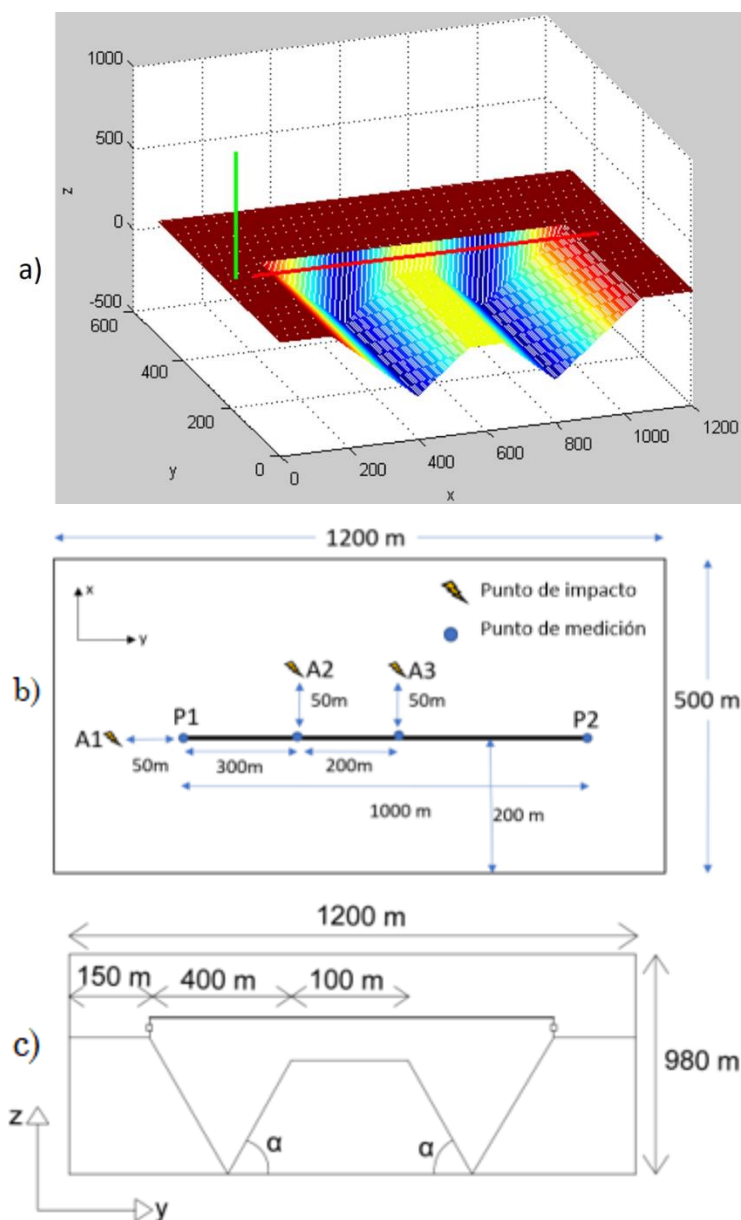 a)
1000
500
0
-500
z
600
400
200
0
y
0
200
400
600
800
1000
1200
x
b)
1200 m
x
y
Punto de impacto
Punto de medición
A2
A3
50m
50m
500 m
P1
P2
A1
50m
300m
200m
1000 m
200 m
c)
1200 m
150 m
400 m
100 m
980 m
z
α
α
y